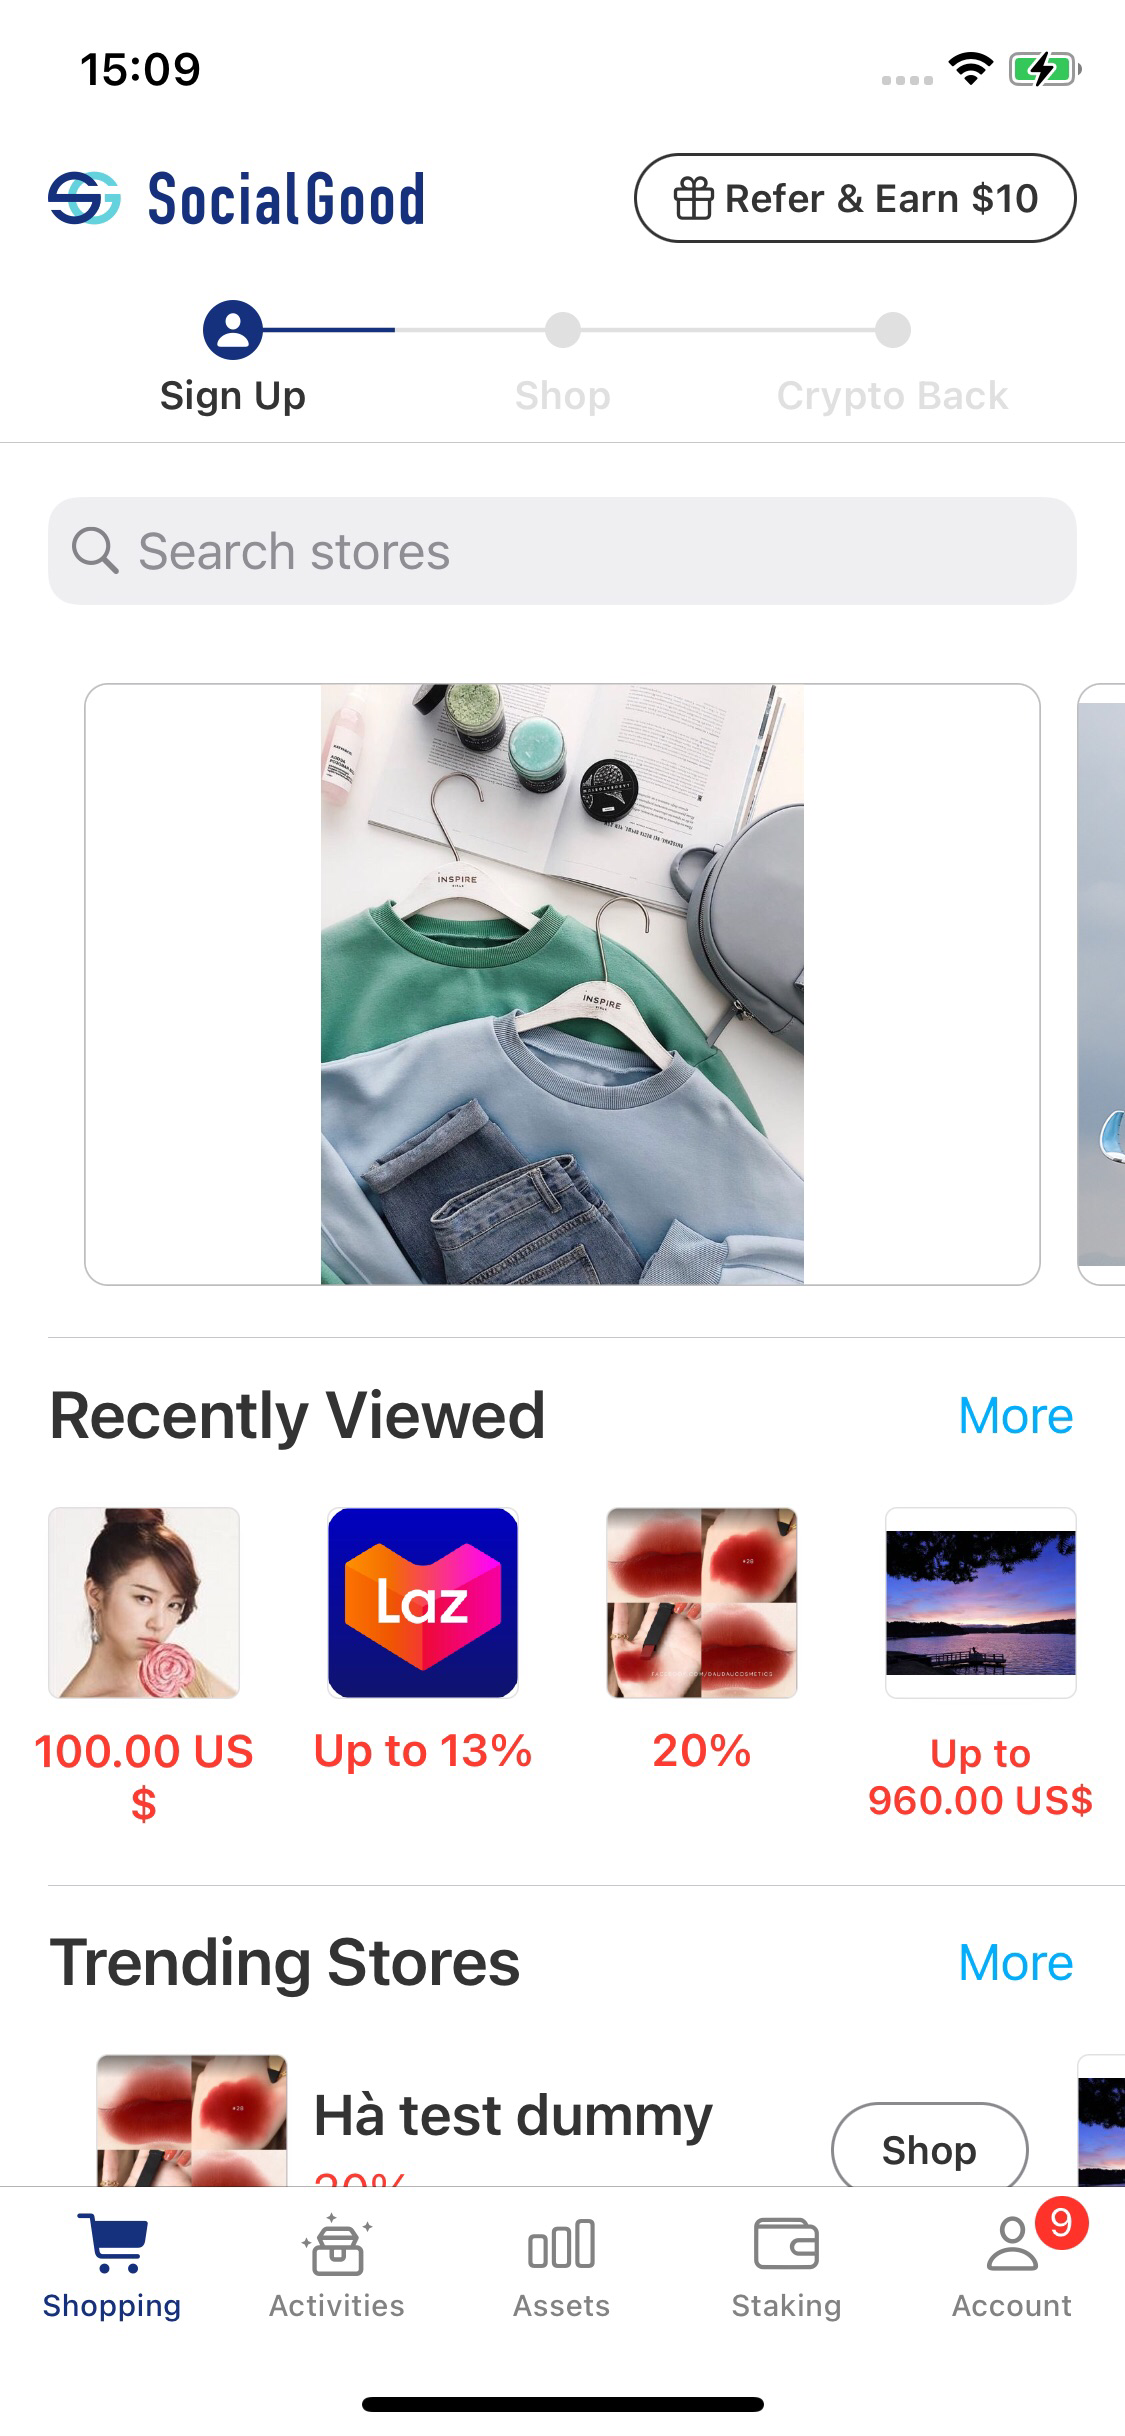 15:09
SocialGood
Refer & Earn $10
Sign Up
Shop
Crypto Back
Search stores
INSPIRE
INSPIRE
Recently Viewed
More
Laz
100.00 US
$
Up to 13%
20%
Up to
960.00 US$
Trending Stores
More
Hà test dummy
20%
Shop
9
Shopping
Activities
Assets
Staking
Account